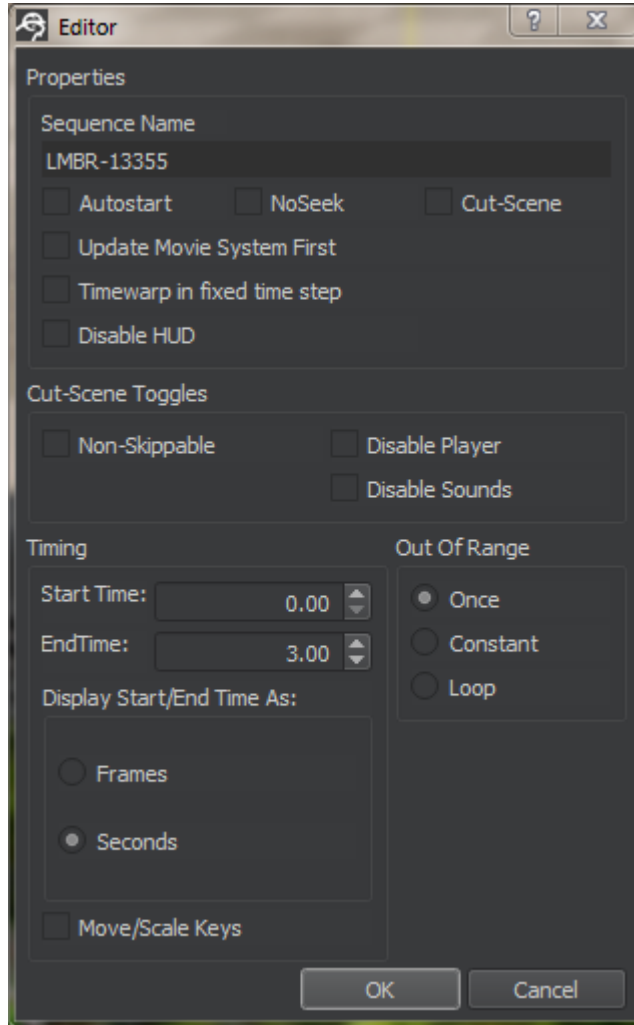 Editor
Properties
Sequence Name
LMBR-13355
Autostart NoSeek Cut-Scene
Update Movie System First
Timewarp in fixed time step
Disable HUD
Cut-Scene Toggles
Non-Skippable Disable Player
Disable Sounds
Timing Out Of Range
Start Time: 0.00 Once
EndTime: 3.00 Constant
Display Start/End Time As: Loop
Frames
Seconds
Move/Scale Keys
OK Cancel